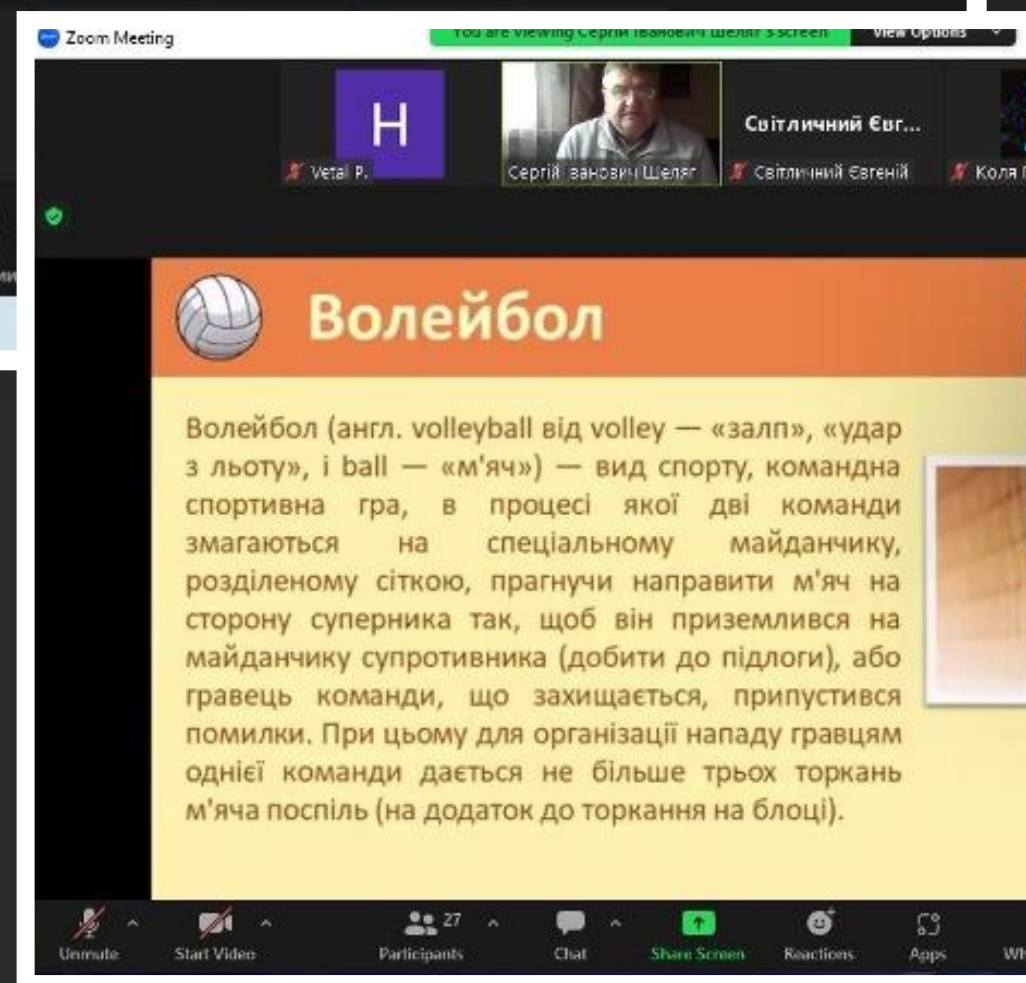 Zoom Meeting
You are viewing Сергій Іванович Шеляг's screen
View Options
H
Світличний Євг...
Vetal P.
Сергій Іванович Шеляг
Світличний Євгеній
Коля
Волейбол
Волейбол (англ. volleyball від volley — «залп», «удар
з льоту», і ball — «м'яч») — вид спорту, командна
спортивна гра, в процесі якої дві команди
змагаються на спеціальному майданчику,
розділеному сіткою, прагнучи направити м'яч на
сторону суперника так, щоб він приземлився на
майданчику супротивника (добити до підлоги), або
гравець команди, що захищається, припустився
помилки. При цьому для організації нападу гравцям
однієї команди дається не більше трьох торкань
м'яча поспіль (на додаток до торкання на блоці).
27
Unmute
Start Video
Participants
Chat
Share Screen
Reactions
Apps